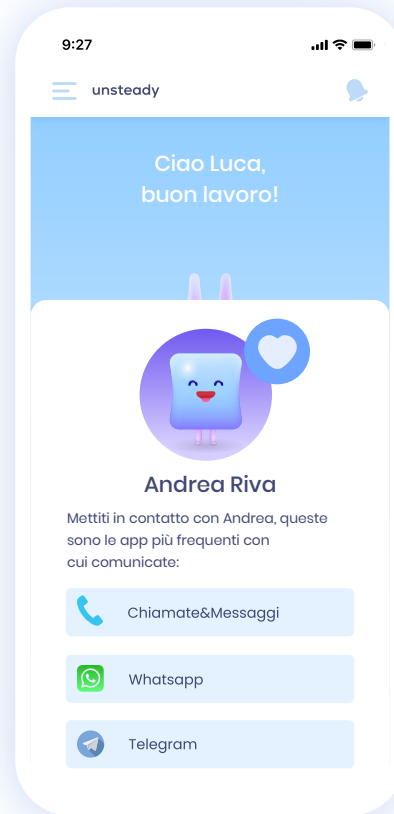 9:27
unsteady
Ciao Luca,
buon lavoro!
Andrea Riva
Mettiti in contatto con Andrea, queste
sono le app più frequenti con
cui comunicate:
Chiamate&Messaggi
Whatsapp
Telegram